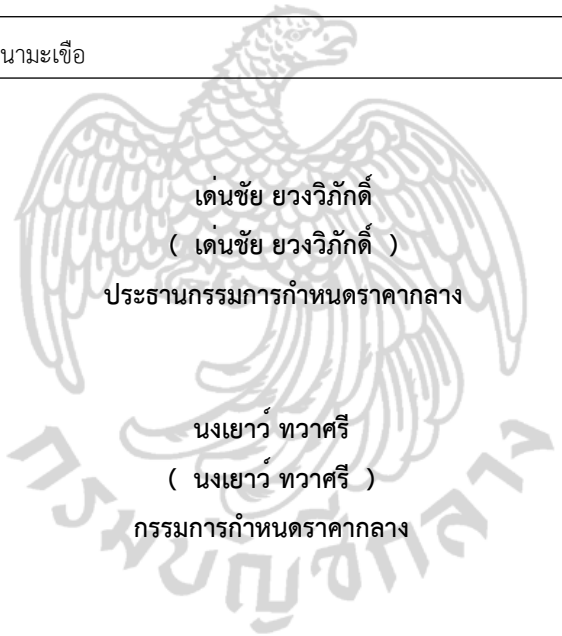 นามะเขือ
เด่นชัย ยวงวิภักดิ์
( เด่นชัย ยวงวิภักดิ์ )
ประธานกรรมการกำหนดราคากลาง
นงเยาว์ ทวาศรี
( นงเยาว์ ทวาศรี )
กรรมการกำหนดราคากลาง
กรมบัญชีกลาง